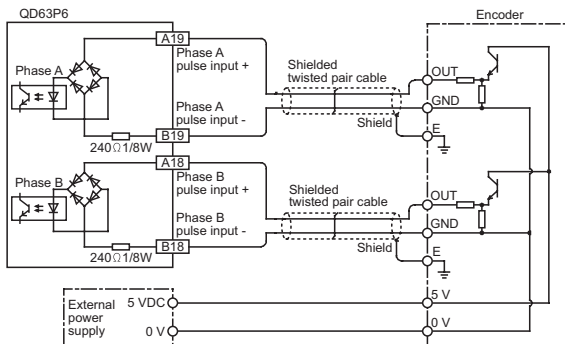 QD63P6
Encoder
A19
Phase A
pulse input +
Phase A
Shielded
twisted pair cable
OUT
GND
Phase A
pulse input -
Shield
E
B19
240Ω1/8W
A18
Phase B
pulse input +
Phase B
Shielded
twisted pair cable
OUT
GND
Phase B
pulse input -
Shield
E
B18
240Ω1/8W
External
power
supply
5 VDC
5 V
0 V
0 V